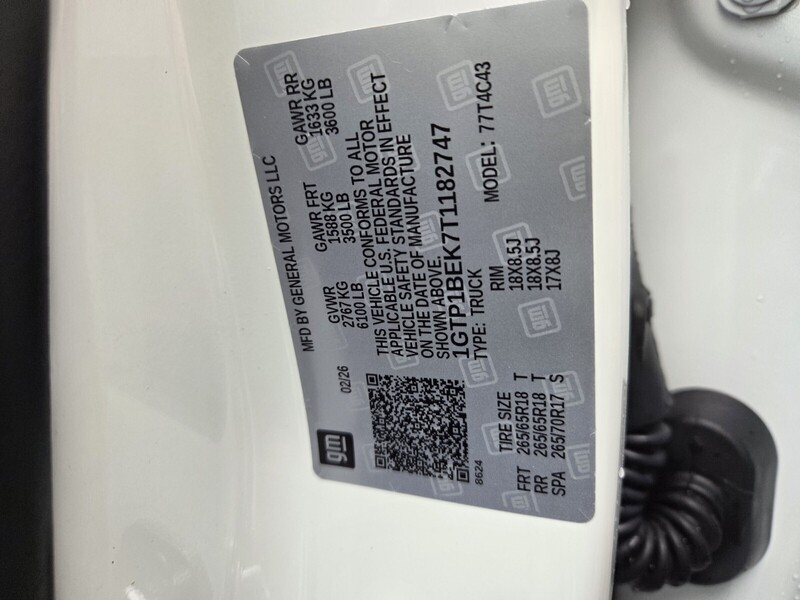 gm
MFD BY GENERAL MOTORS LLC
02/26
GVWR GAWR FRT GAWR RR
2767 KG 1588 KG 1633 KG
6100 LB 3500 LB 3600 LB
THIS VEHICLE CONFORMS TO ALL
APPLICABLE U.S. FEDERAL MOTOR
VEHICLE SAFETY STANDARDS IN EFFECT
ON THE DATE OF MANUFACTURE
SHOWN ABOVE.
1GTP1BEK7T1182747
TYPE: TRUCK MODEL: 77T4C43
8624
TIRE SIZE RIM
FRT 265/65R18 T 18X8.5J
RR 265/65R18 T 18X8.5J
SPA 265/70R17 S 17X8J